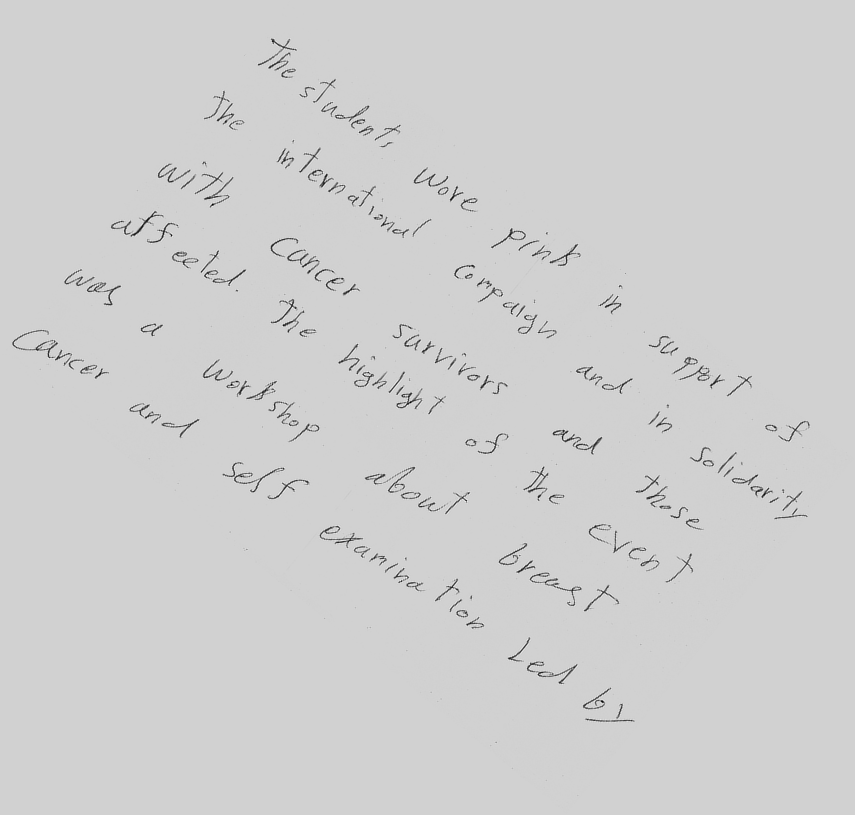 The students wore pink in support of
the international compaign and in solidarity
with cancer survivors and those
affected. The highlight of the event
was a workshop about breast
cancer and self examination Led by